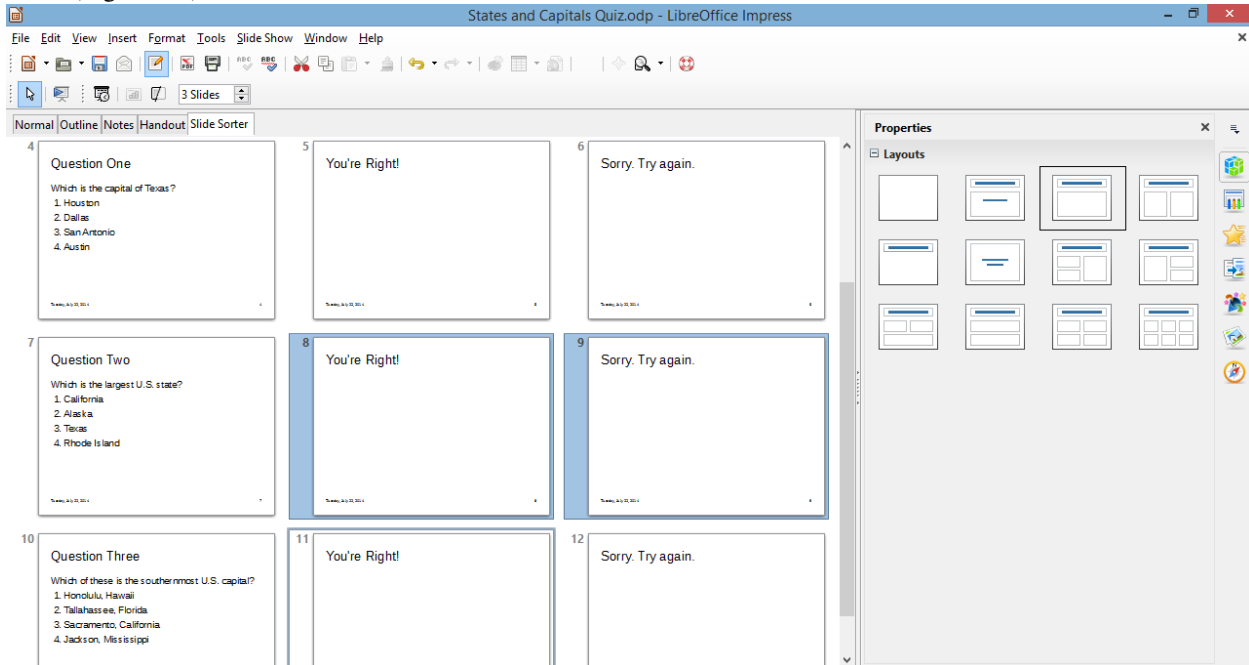 States and Capitals Quiz.odp - LibreOffice Impress
File Edit View Insert Format Tools Slide Show Window Help
3 Slides
Normal Outline Notes Handout Slide Sorter
Properties
Layouts
4
Question One
Which is the capital of Texas?
1. Houston
2. Dallas
3. San Antonio
4. Austin
5
You're Right!
6
Sorry. Try again.
7
Question Two
Which is the largest U.S. state?
1. California
2. Alaska
3. Texas
4. Rhode Island
8
You're Right!
9
Sorry. Try again.
10
Question Three
Which of these is the southernmost U.S. capital?
1. Honolulu, Hawaii
2. Tallahassee, Florida
3. Sacramento, California
4. Jackson, Mississippi
11
You're Right!
12
Sorry. Try again.